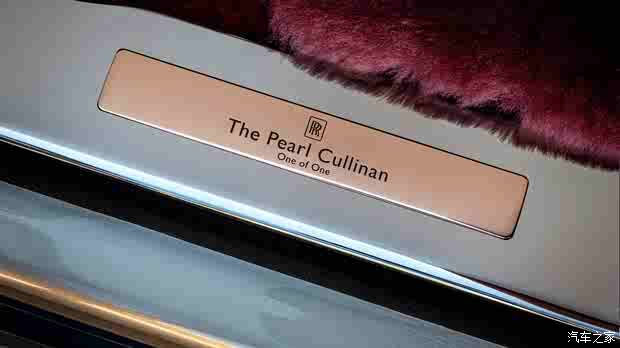 RR
The Pearl Cullinan
One of One
汽车之家